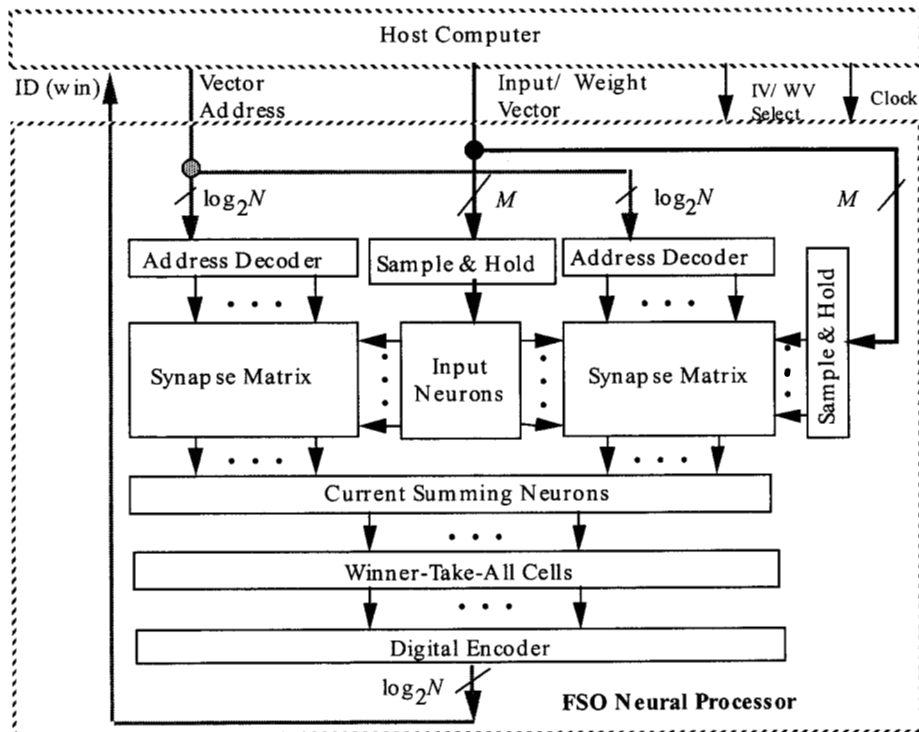 Host Computer
ID (win)
Vector
Address
Input/ Weight
Vector
IV/ WV
Select
Clock
log2N
M
log2N
M
Address Decoder
Sample & Hold
Address Decoder
Sample & Hold
Synapse Matrix
Input
Neurons
Synapse Matrix
Current Summing Neurons
Winner-Take-All Cells
Digital Encoder
log2N
FSO Neural Processor